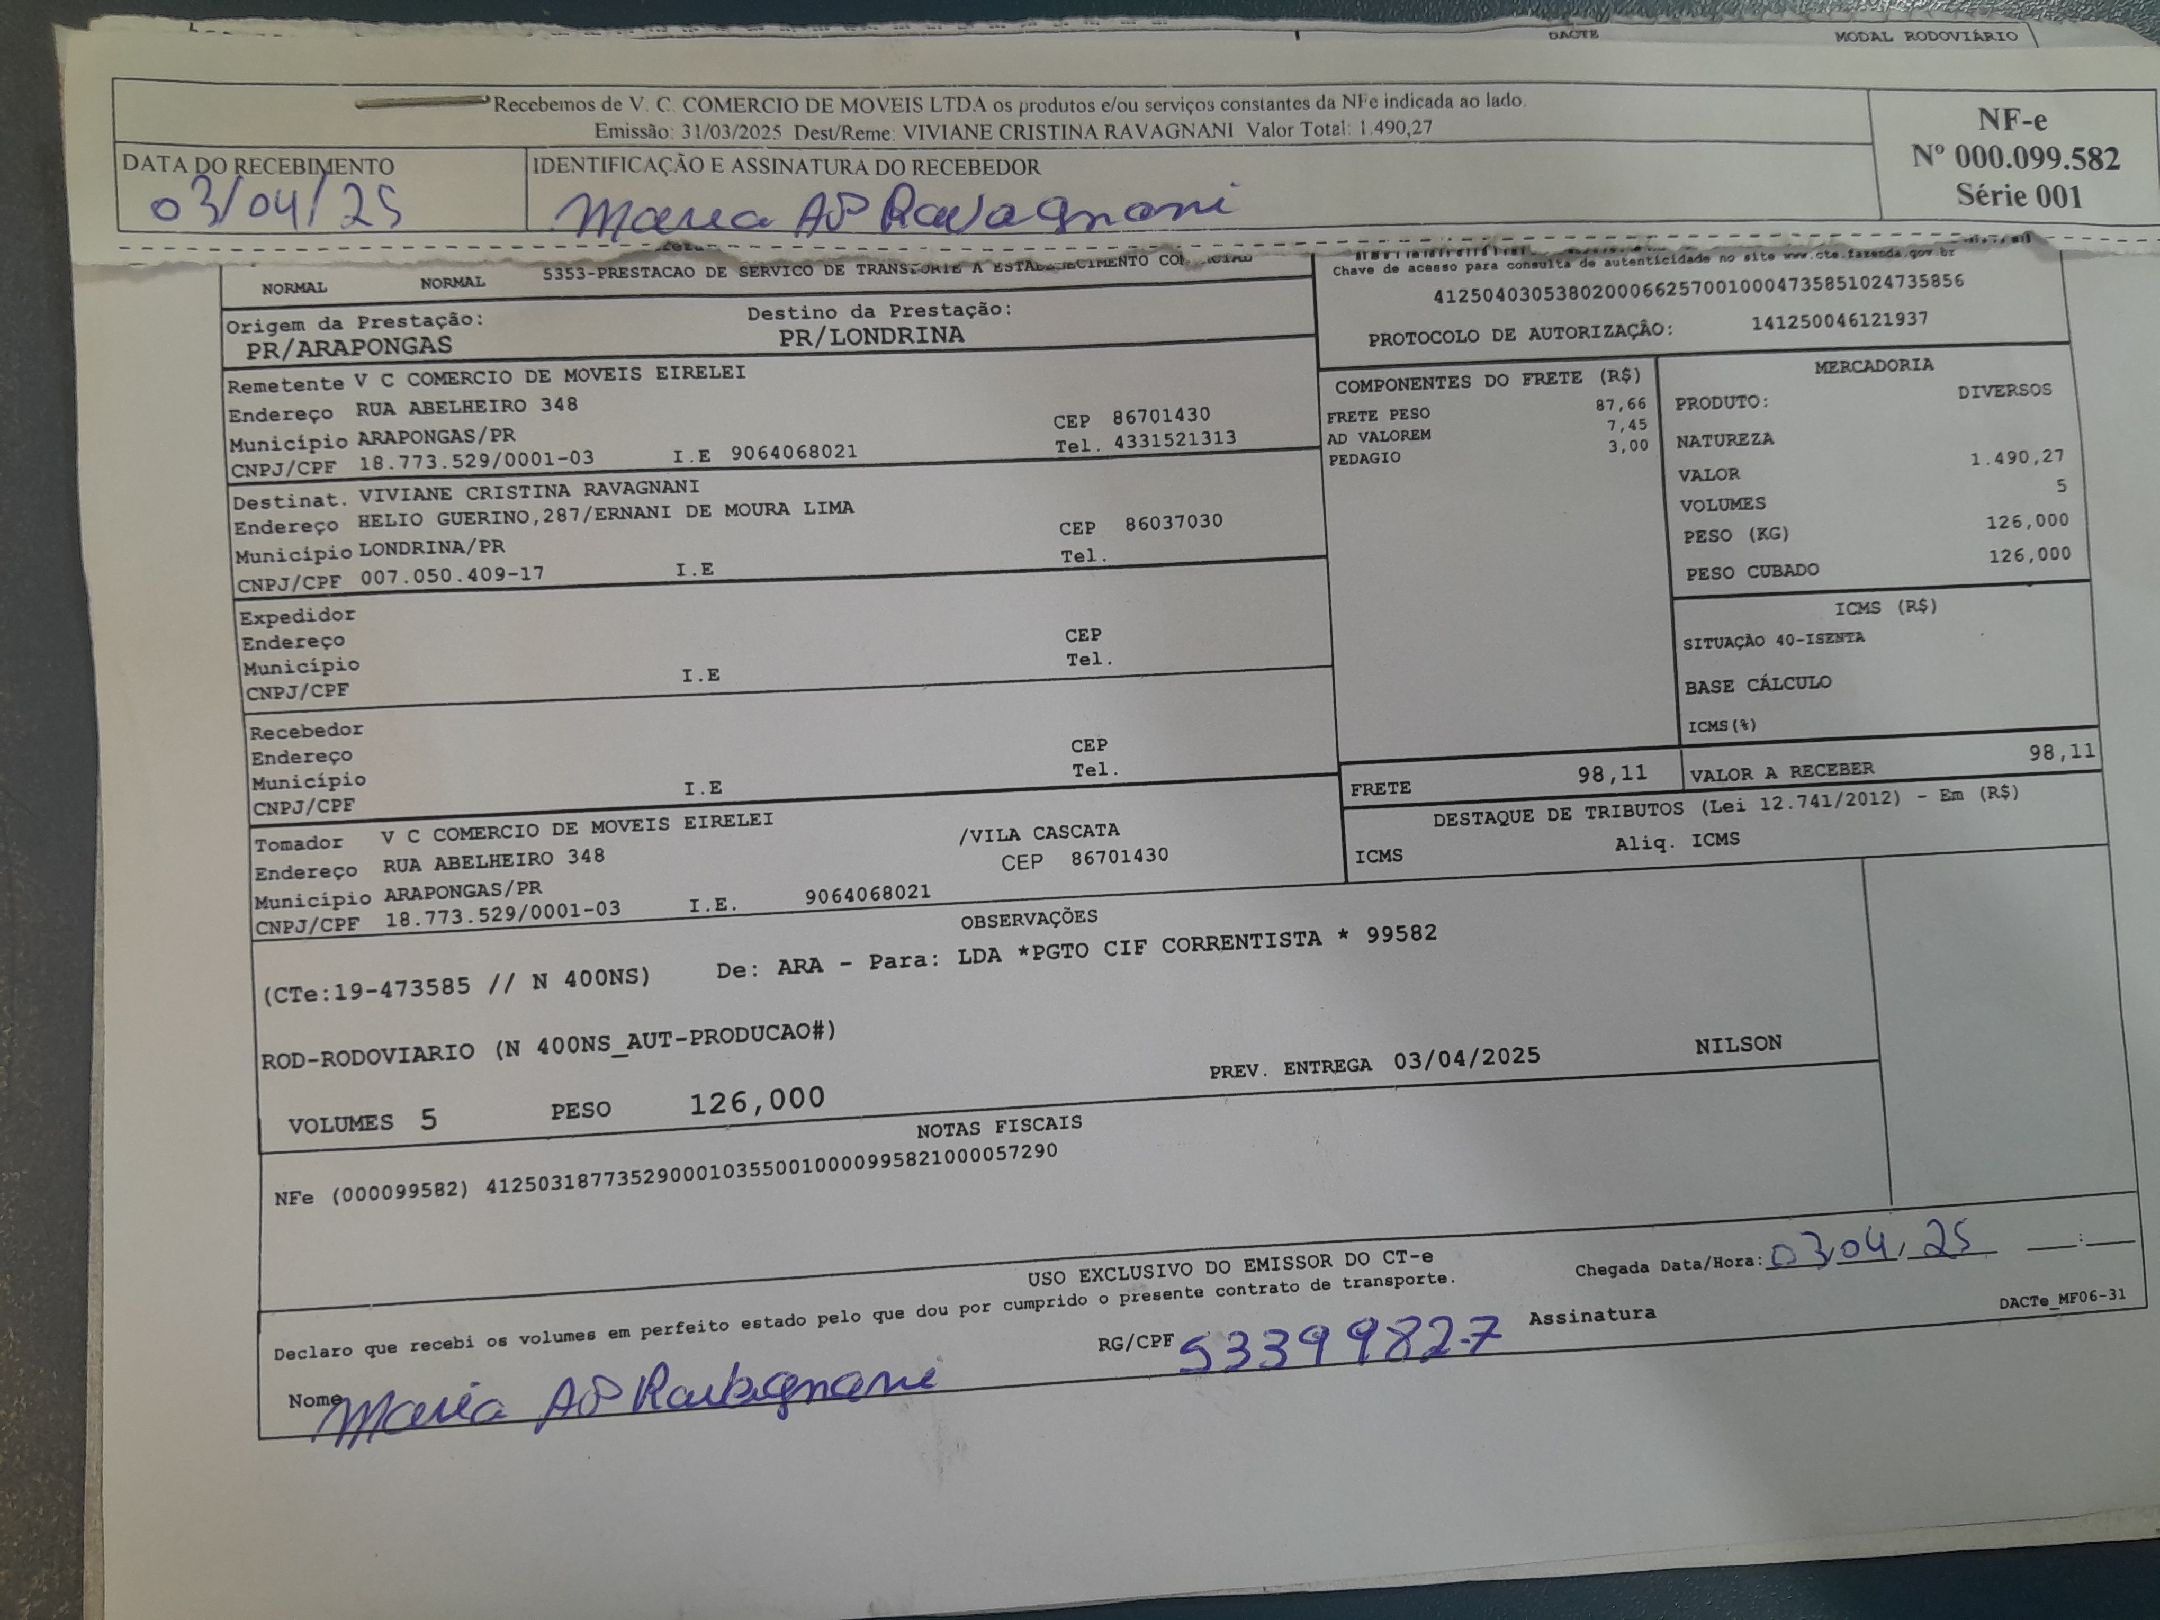 DACTE MODAL RODOVIÁRIO
Recebemos de V. C. COMERCIO DE MOVEIS LTDA os produtos e/ou serviços constantes da NFe indicada ao lado.
Emissão: 31/03/2025 Dest/Reme: VIVIANE CRISTINA RAVAGNANI Valor Total: 1.490,27
NF-e
Nº 000.099.582
Série 001
DATA DO RECEBIMENTO
03/04/25
IDENTIFICAÇÃO E ASSINATURA DO RECEBEDOR
Maria Ap Ravagnani
NORMAL NORMAL 5353-PRESTACAO DE SERVICO DE TRANSPORTE A ESTABELECIMENTO
Chave de acesso para consulta de autenticidade no site www.cte.fazenda.gov.br
41250403053802000662570010004735851024735856
PROTOCOLO DE AUTORIZAÇÃO: 141250046121937
Origem da Prestação:
PR/ARAPONGAS
Destino da Prestação:
PR/LONDRINA
Remetente V C COMERCIO DE MOVEIS EIRELEI
Endereço RUA ABELHEIRO 348
Município ARAPONGAS/PR CEP 86701430
CNPJ/CPF 18.773.529/0001-03 I.E 9064068021 Tel. 4331521313
Destinat. VIVIANE CRISTINA RAVAGNANI
Endereço HELIO GUERINO,287/ERNANI DE MOURA LIMA
Município LONDRINA/PR CEP 86037030
CNPJ/CPF 007.050.409-17 I.E Tel.
Expedidor
Endereço CEP
Município Tel.
CNPJ/CPF I.E
Recebedor
Endereço CEP
Município Tel.
CNPJ/CPF I.E
Tomador V C COMERCIO DE MOVEIS EIRELEI
Endereço RUA ABELHEIRO 348 /VILA CASCATA
Município ARAPONGAS/PR CEP 86701430
CNPJ/CPF 18.773.529/0001-03 I.E. 9064068021
COMPONENTES DO FRETE (R$)
FRETE PESO 87,66
AD VALOREM 7,45
PEDAGIO 3,00
MERCADORIA
PRODUTO: DIVERSOS
NATUREZA
VALOR 1.490,27
VOLUMES 5
PESO (KG) 126,000
PESO CUBADO 126,000
ICMS (R$)
SITUAÇÃO 40-ISENTA
BASE CÁLCULO
ICMS(%)
FRETE 98,11
VALOR A RECEBER 98,11
DESTAQUE DE TRIBUTOS (Lei 12.741/2012) - Em (R$)
ICMS Aliq. ICMS
OBSERVAÇÕES
(CTe:19-473585 // N 400NS) De: ARA - Para: LDA *PGTO CIF CORRENTISTA * 99582
ROD-RODOVIARIO (N 400NS_AUT-PRODUCAO#)
PREV. ENTREGA 03/04/2025 NILSON
VOLUMES 5 PESO 126,000
NOTAS FISCAIS
NFe (000099582) 41250318773529000103550010000995821000057290
USO EXCLUSIVO DO EMISSOR DO CT-e
Declaro que recebi os volumes em perfeito estado pelo que dou por cumprido o presente contrato de transporte.
Chegada Data/Hora: 03/04/25 __:__
Nome Maria Ap Ravagnani RG/CPF 53399827-7 Assinatura
DACTe_MF06-31